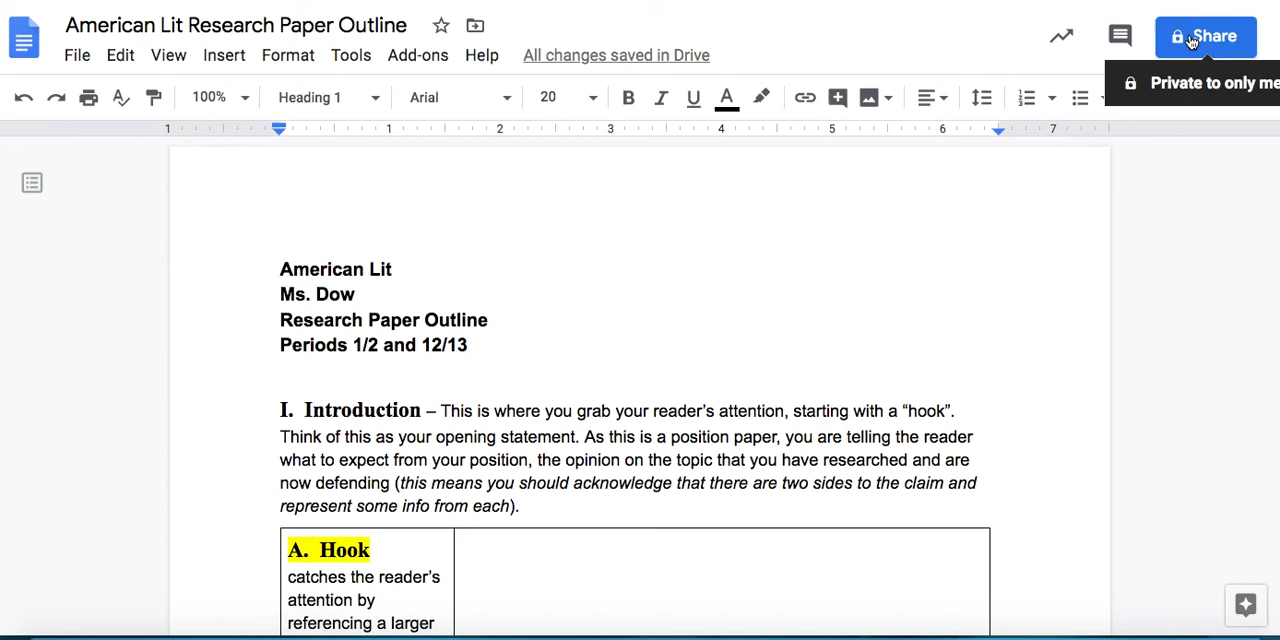 American Lit Research Paper Outline
File Edit View Insert Format Tools Add-ons Help All changes saved in Drive
Share
Private to only me
100% Heading 1 Arial 20 B I U A
1 1 2 3 4 5 6 7
American Lit
Ms. Dow
Research Paper Outline
Periods 1/2 and 12/13
I. Introduction – This is where you grab your reader’s attention, starting with a “hook”.
Think of this as your opening statement. As this is a position paper, you are telling the reader
what to expect from your position, the opinion on the topic that you have researched and are
now defending (this means you should acknowledge that there are two sides to the claim and
represent some info from each).
A. Hook
catches the reader’s
attention by
referencing a larger